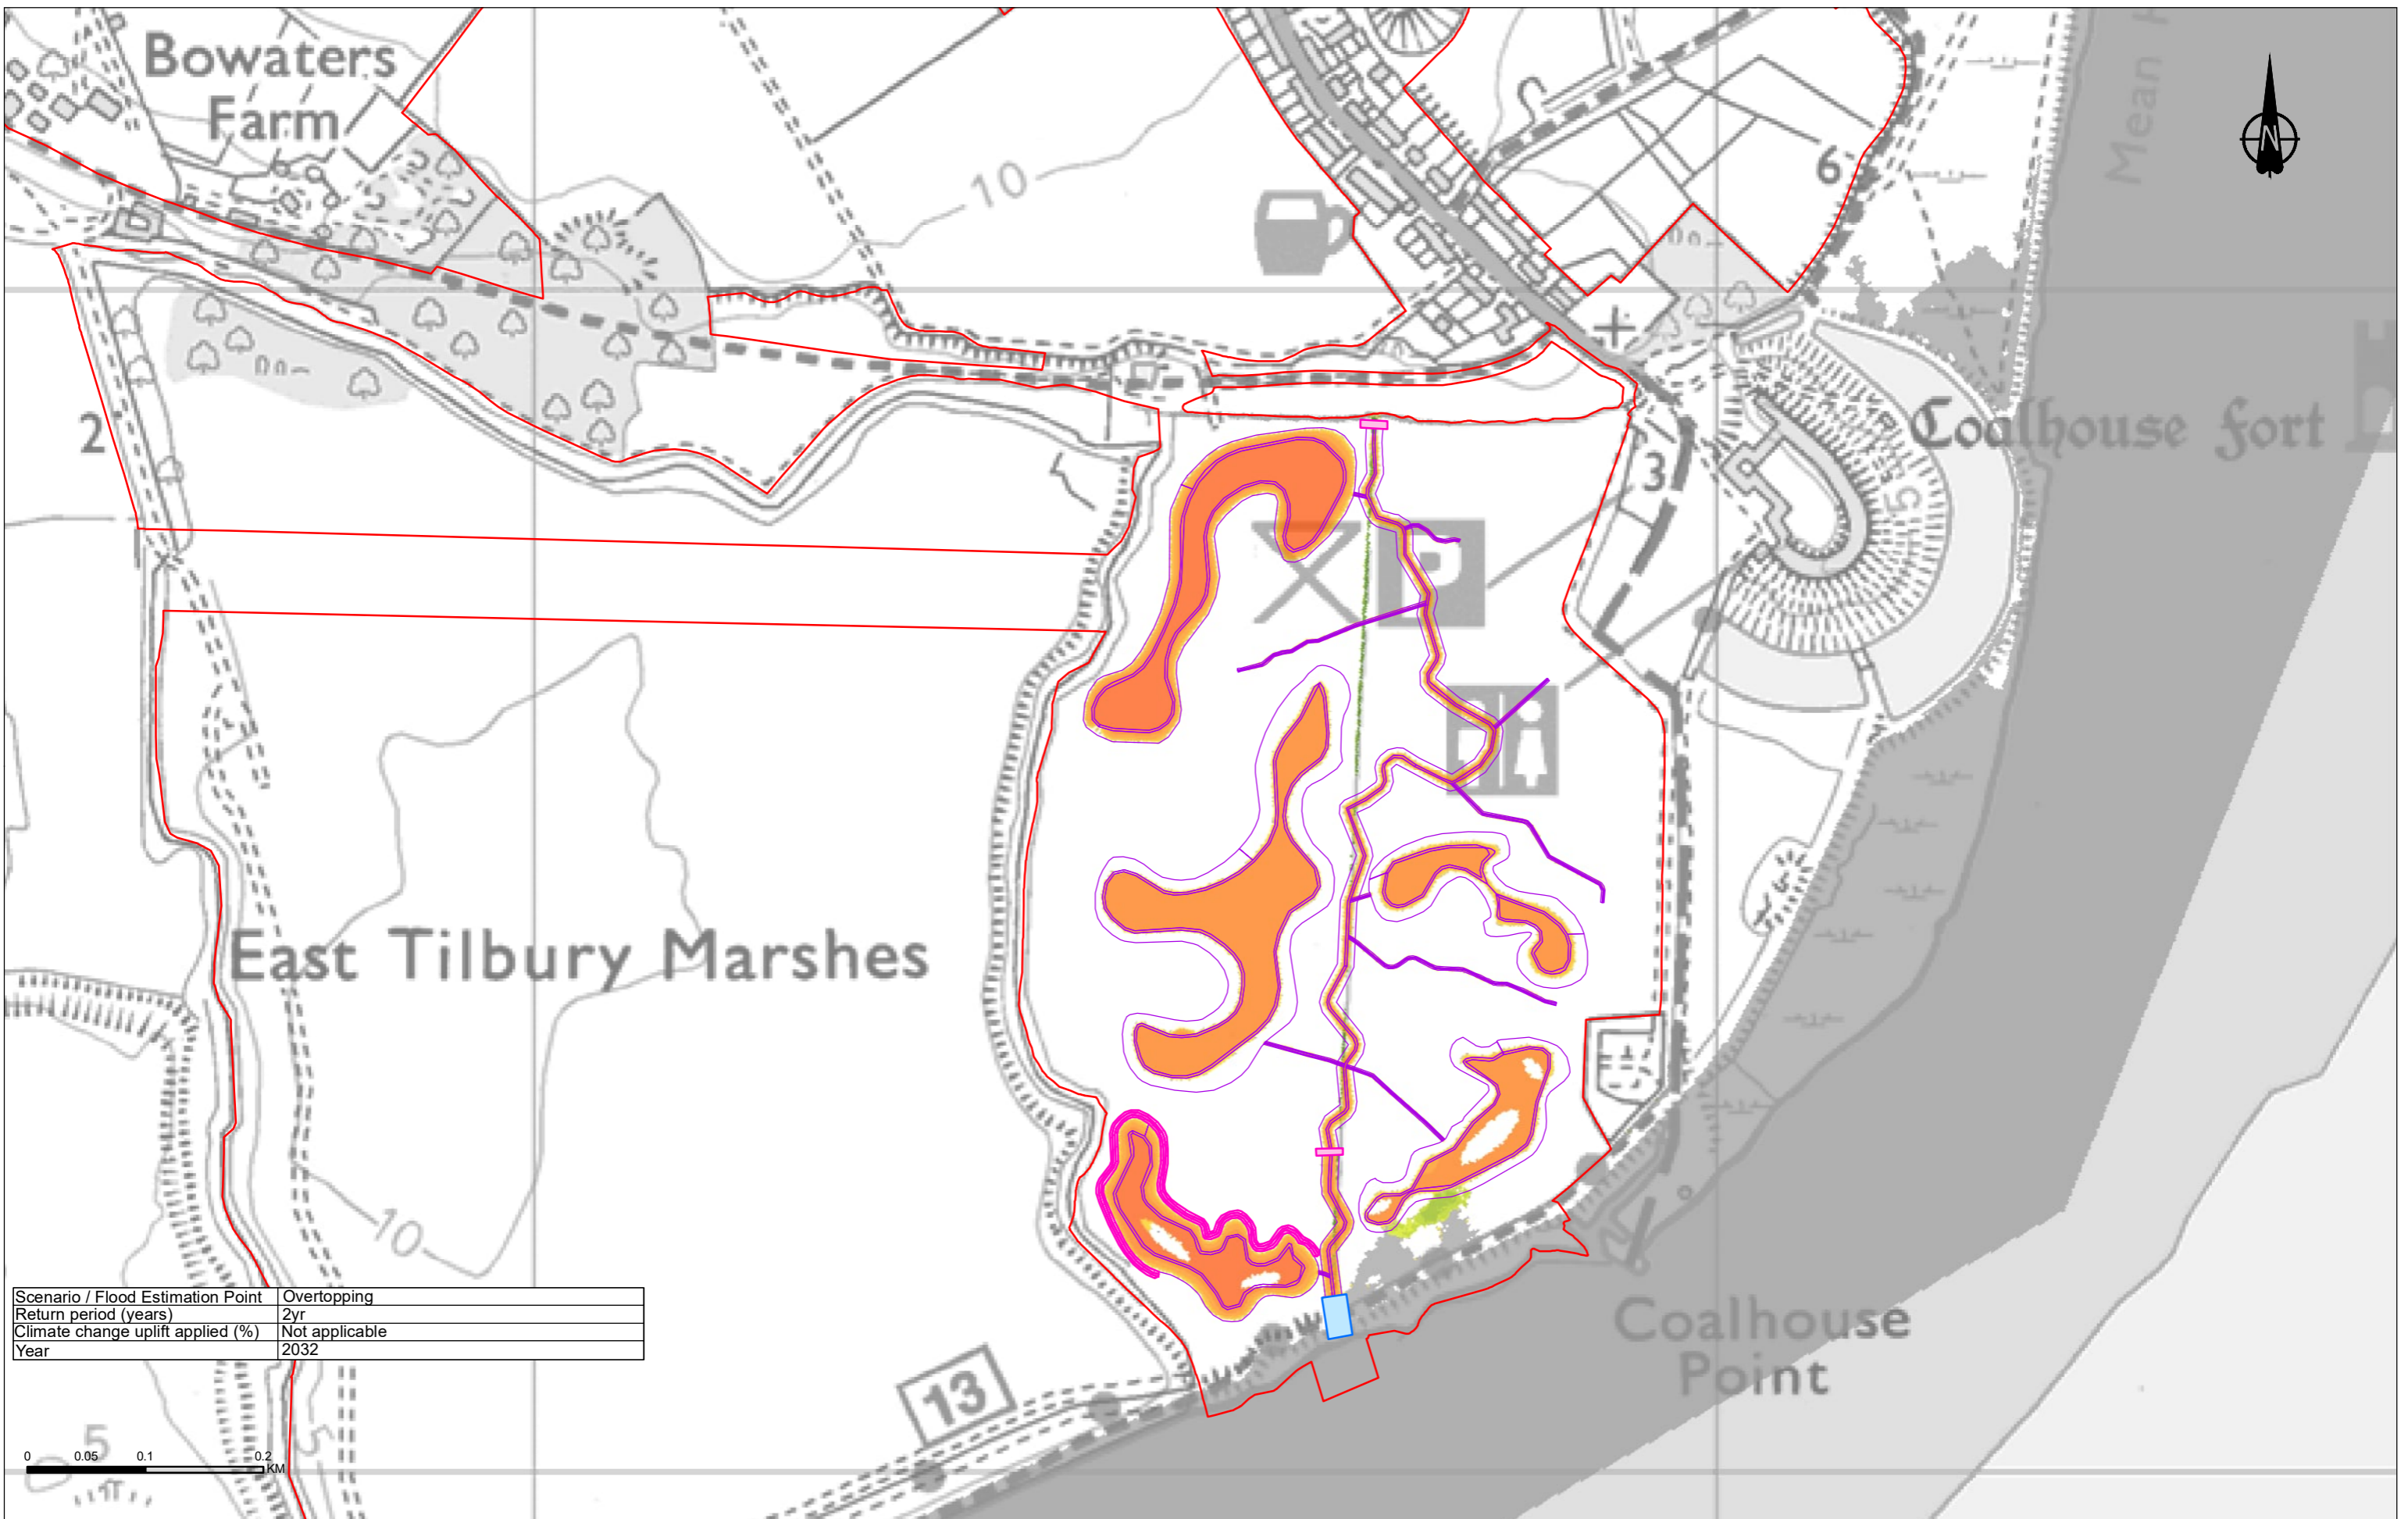 Bowaters
Farm
10
6
Mean H
N
2
3
Coalhouse Fort
15
P
East Tilbury Marshes
10
Scenario / Flood Estimation Point Overtopping
Return period (years) 2yr
Climate change uplift applied (%) Not applicable
Year 2032
Coalhouse
Point
13
5
5
0 0.05 0.1 0.2
KM